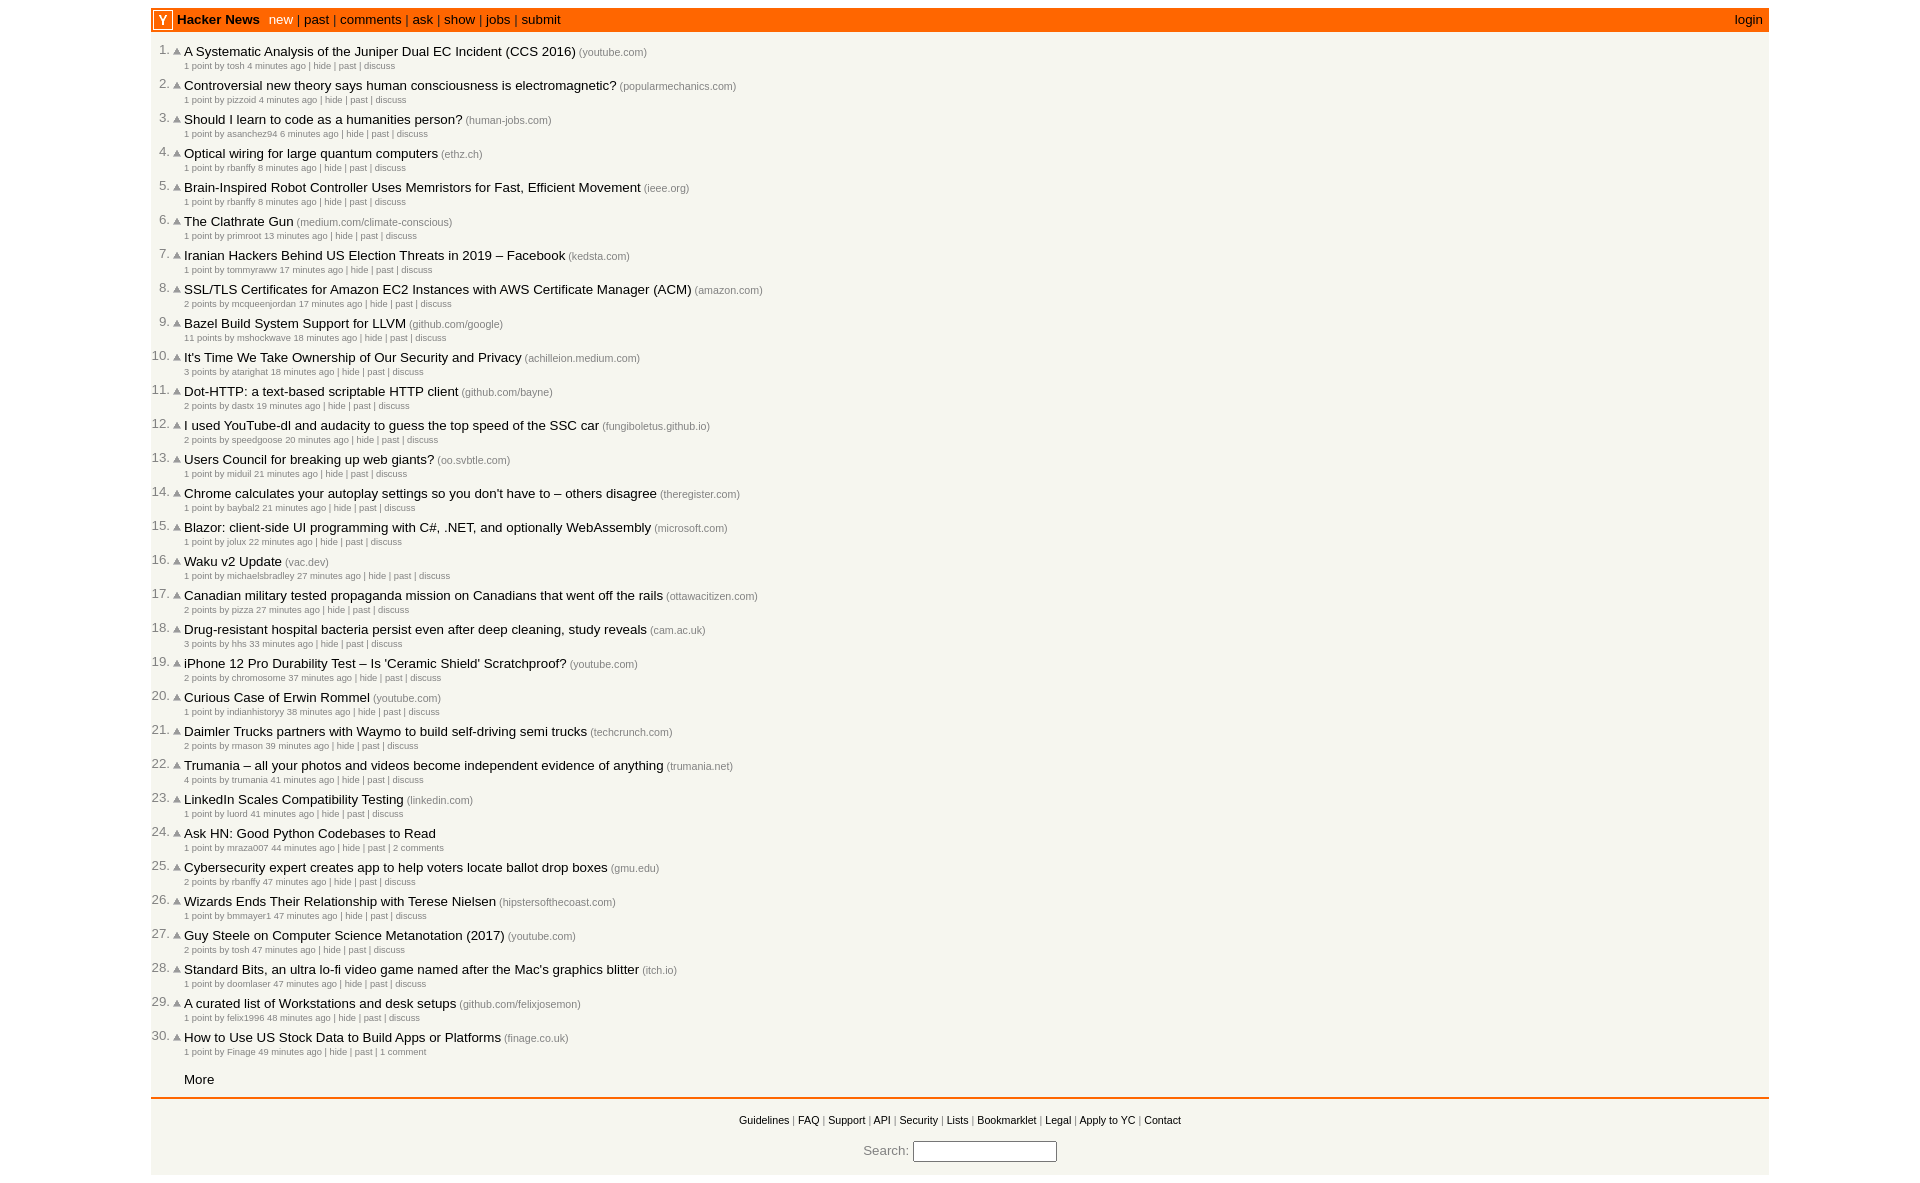 Y Hacker News new | past | comments | ask | show | jobs | submit login
1. A Systematic Analysis of the Juniper Dual EC Incident (CCS 2016) (youtube.com)
1 point by tosh 4 minutes ago | hide | past | discuss
2. Controversial new theory says human consciousness is electromagnetic? (popularmechanics.com)
1 point by pizzoid 4 minutes ago | hide | past | discuss
3. Should I learn to code as a humanities person? (human-jobs.com)
1 point by asanchez94 6 minutes ago | hide | past | discuss
4. Optical wiring for large quantum computers (ethz.ch)
1 point by rbanffy 8 minutes ago | hide | past | discuss
5. Brain-Inspired Robot Controller Uses Memristors for Fast, Efficient Movement (ieee.org)
1 point by rbanffy 8 minutes ago | hide | past | discuss
6. The Clathrate Gun (medium.com/climate-conscious)
1 point by primroot 13 minutes ago | hide | past | discuss
7. Iranian Hackers Behind US Election Threats in 2019 – Facebook (kedsta.com)
1 point by tommyraww 17 minutes ago | hide | past | discuss
8. SSL/TLS Certificates for Amazon EC2 Instances with AWS Certificate Manager (ACM) (amazon.com)
2 points by mcqueenjordan 17 minutes ago | hide | past | discuss
9. Bazel Build System Support for LLVM (github.com/google)
11 points by mshockwave 18 minutes ago | hide | past | discuss
10. It's Time We Take Ownership of Our Security and Privacy (achilleion.medium.com)
3 points by atarighat 18 minutes ago | hide | past | discuss
11. Dot-HTTP: a text-based scriptable HTTP client (github.com/bayne)
2 points by dastx 19 minutes ago | hide | past | discuss
12. I used YouTube-dl and audacity to guess the top speed of the SSC car (fungiboletus.github.io)
2 points by speedgoose 20 minutes ago | hide | past | discuss
13. Users Council for breaking up web giants? (oo.svbtle.com)
1 point by miduil 21 minutes ago | hide | past | discuss
14. Chrome calculates your autoplay settings so you don't have to – others disagree (theregister.com)
1 point by baybal2 21 minutes ago | hide | past | discuss
15. Blazor: client-side UI programming with C#, .NET, and optionally WebAssembly (microsoft.com)
1 point by jolux 22 minutes ago | hide | past | discuss
16. Waku v2 Update (vac.dev)
1 point by michaelsbradley 27 minutes ago | hide | past | discuss
17. Canadian military tested propaganda mission on Canadians that went off the rails (ottawacitizen.com)
2 points by pizza 27 minutes ago | hide | past | discuss
18. Drug-resistant hospital bacteria persist even after deep cleaning, study reveals (cam.ac.uk)
3 points by hhs 33 minutes ago | hide | past | discuss
19. iPhone 12 Pro Durability Test – Is 'Ceramic Shield' Scratchproof? (youtube.com)
2 points by chromosome 37 minutes ago | hide | past | discuss
20. Curious Case of Erwin Rommel (youtube.com)
1 point by indianhistoryy 38 minutes ago | hide | past | discuss
21. Daimler Trucks partners with Waymo to build self-driving semi trucks (techcrunch.com)
2 points by rmason 39 minutes ago | hide | past | discuss
22. Trumania – all your photos and videos become independent evidence of anything (trumania.net)
4 points by trumania 41 minutes ago | hide | past | discuss
23. LinkedIn Scales Compatibility Testing (linkedin.com)
1 point by luord 41 minutes ago | hide | past | discuss
24. Ask HN: Good Python Codebases to Read
1 point by mraza007 44 minutes ago | hide | past | 2 comments
25. Cybersecurity expert creates app to help voters locate ballot drop boxes (gmu.edu)
2 points by rbanffy 47 minutes ago | hide | past | discuss
26. Wizards Ends Their Relationship with Terese Nielsen (hipstersofthecoast.com)
1 point by bmmayer1 47 minutes ago | hide | past | discuss
27. Guy Steele on Computer Science Metanotation (2017) (youtube.com)
2 points by tosh 47 minutes ago | hide | past | discuss
28. Standard Bits, an ultra lo-fi video game named after the Mac's graphics blitter (itch.io)
1 point by doomlaser 47 minutes ago | hide | past | discuss
29. A curated list of Workstations and desk setups (github.com/felixjosemon)
1 point by felix1996 48 minutes ago | hide | past | discuss
30. How to Use US Stock Data to Build Apps or Platforms (finage.co.uk)
1 point by Finage 49 minutes ago | hide | past | 1 comment
More
Guidelines | FAQ | Support | API | Security | Lists | Bookmarklet | Legal | Apply to YC | Contact
Search: